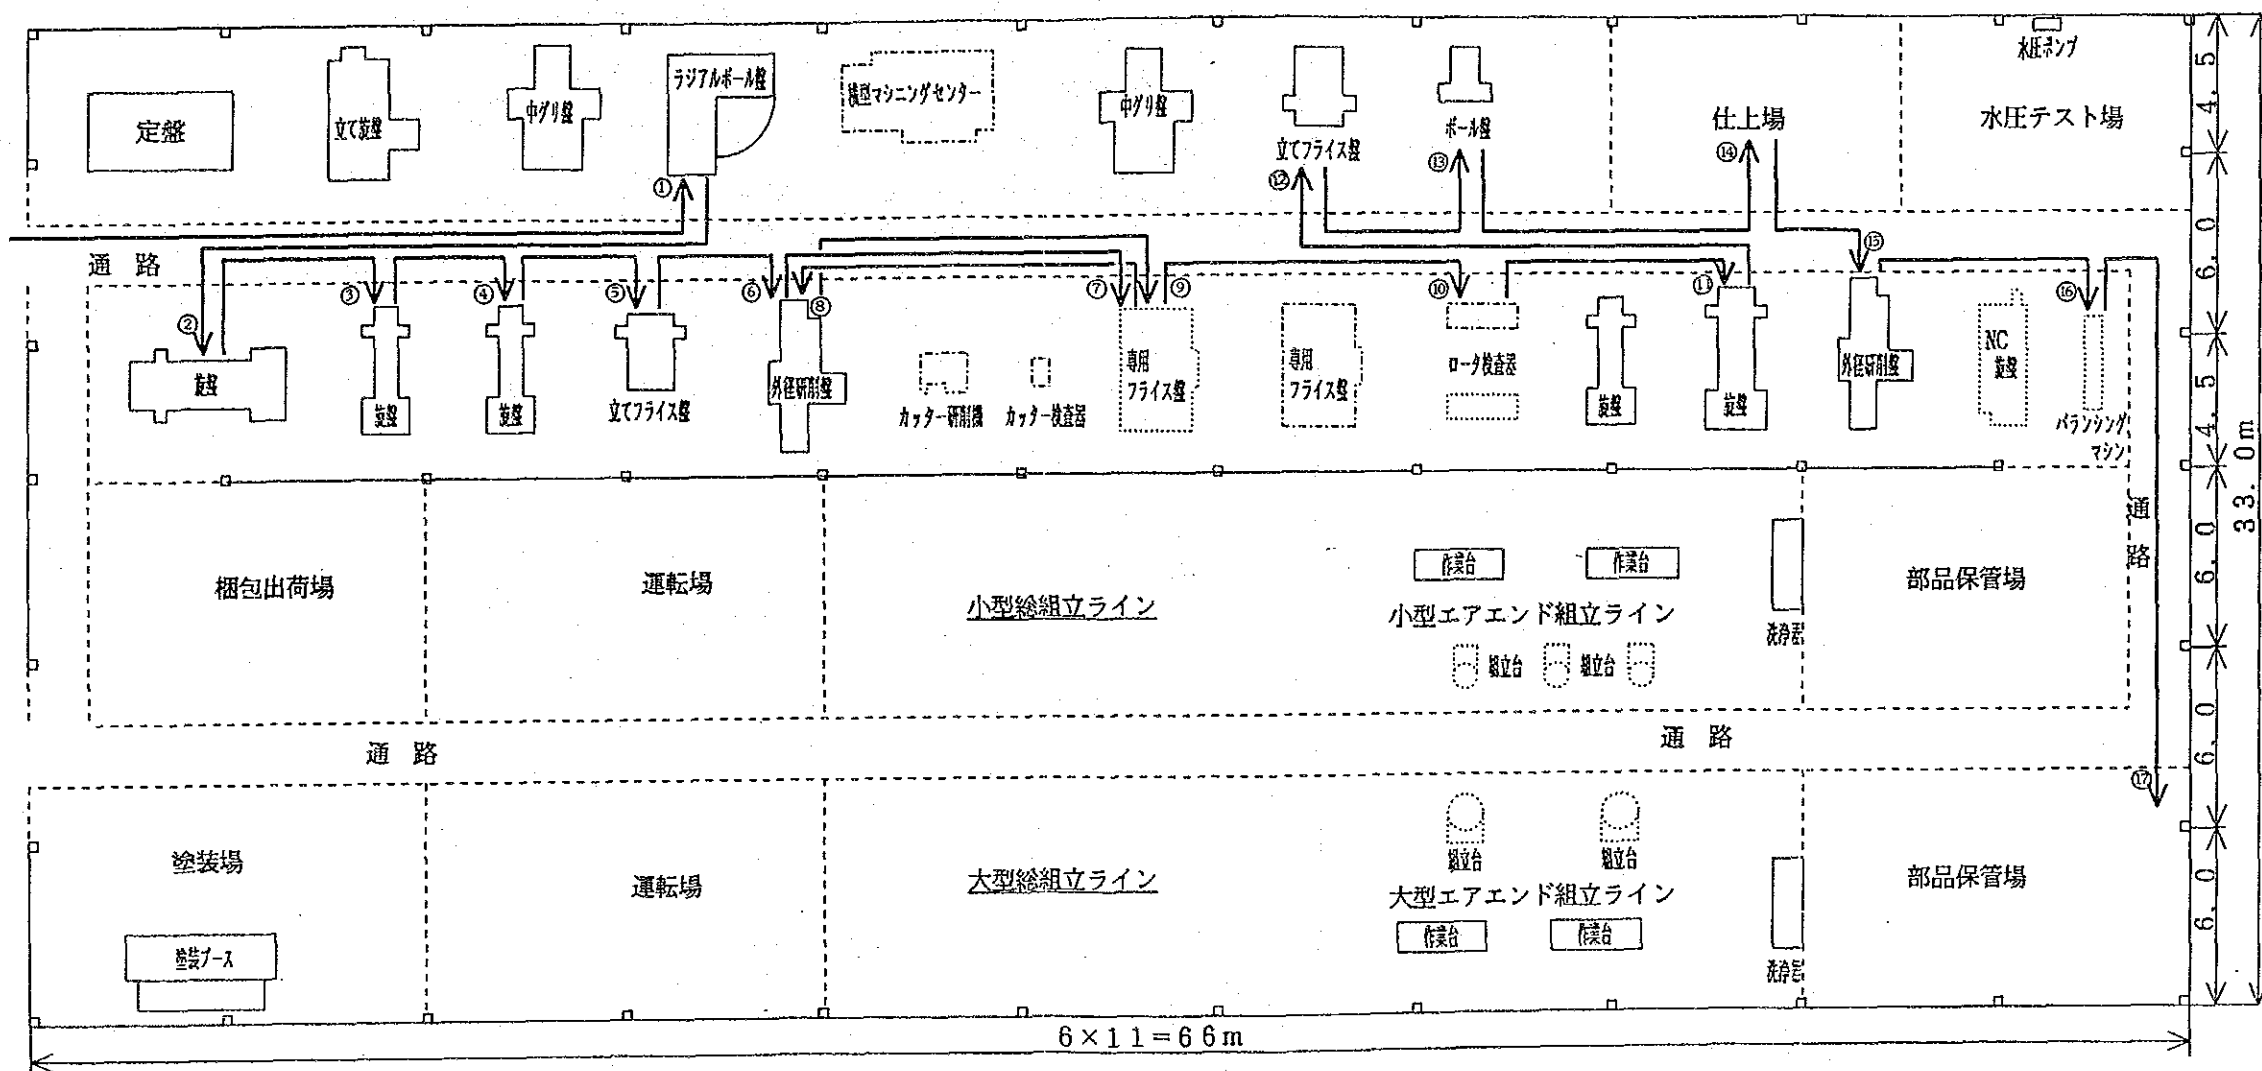 水圧ポンプ
定盤
立て旋盤
中グリ盤
ラジアルボール盤
横型マシニングセンター
中グリ盤
立てフライス盤
ボール盤
仕上場
水圧テスト場
①
⑫
⑬
⑭
通路
②
③
④
⑤
⑥
⑧
⑦
⑨
⑩
⑪
⑮
⑯
旋盤
旋盤
旋盤
立てフライス盤
外径研削盤
カッター研削機
カッター検査器
専用
フライス盤
専用
フライス盤
ロータ検査器
旋盤
旋盤
外径研削盤
NC
旋盤
バランシング
マシン
梱包出荷場
運転場
小型総組立ライン
作業台
作業台
小型エアエンド組立ライン
組立台
組立台
洗浄器
部品保管場
通路
通路
通路
⑰
塗装場
塗装ブース
運転場
大型総組立ライン
組立台
組立台
大型エアエンド組立ライン
作業台
作業台
洗浄器
部品保管場
4.5
6.0
4.5
6.0
6.0
6.0
33.0m
6×11=66m